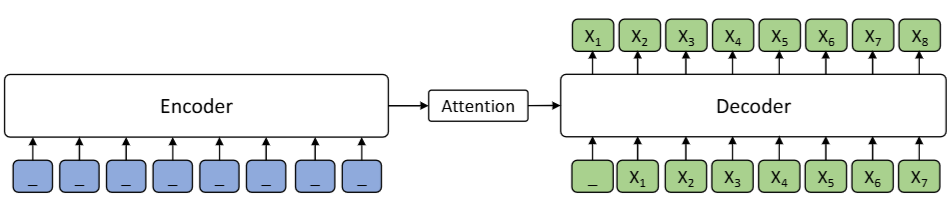 X₁ X₂ X₃ X₄ X₅ X₆ X₇ X₈
Encoder Attention Decoder
_ _ _ _ _ _ _ _ _ X₁ X₂ X₃ X₄ X₅ X₆ X₇